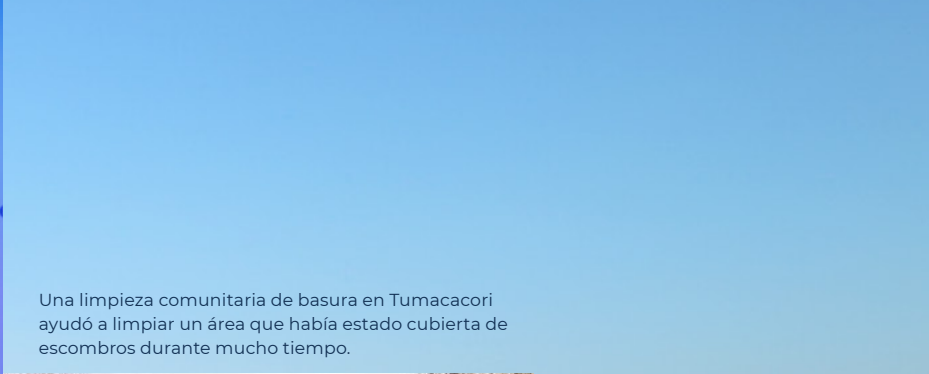 Una limpieza comunitaria de basura en Tumacacori
ayudó a limpiar un área que había estado cubierta de
escombros durante mucho tiempo.